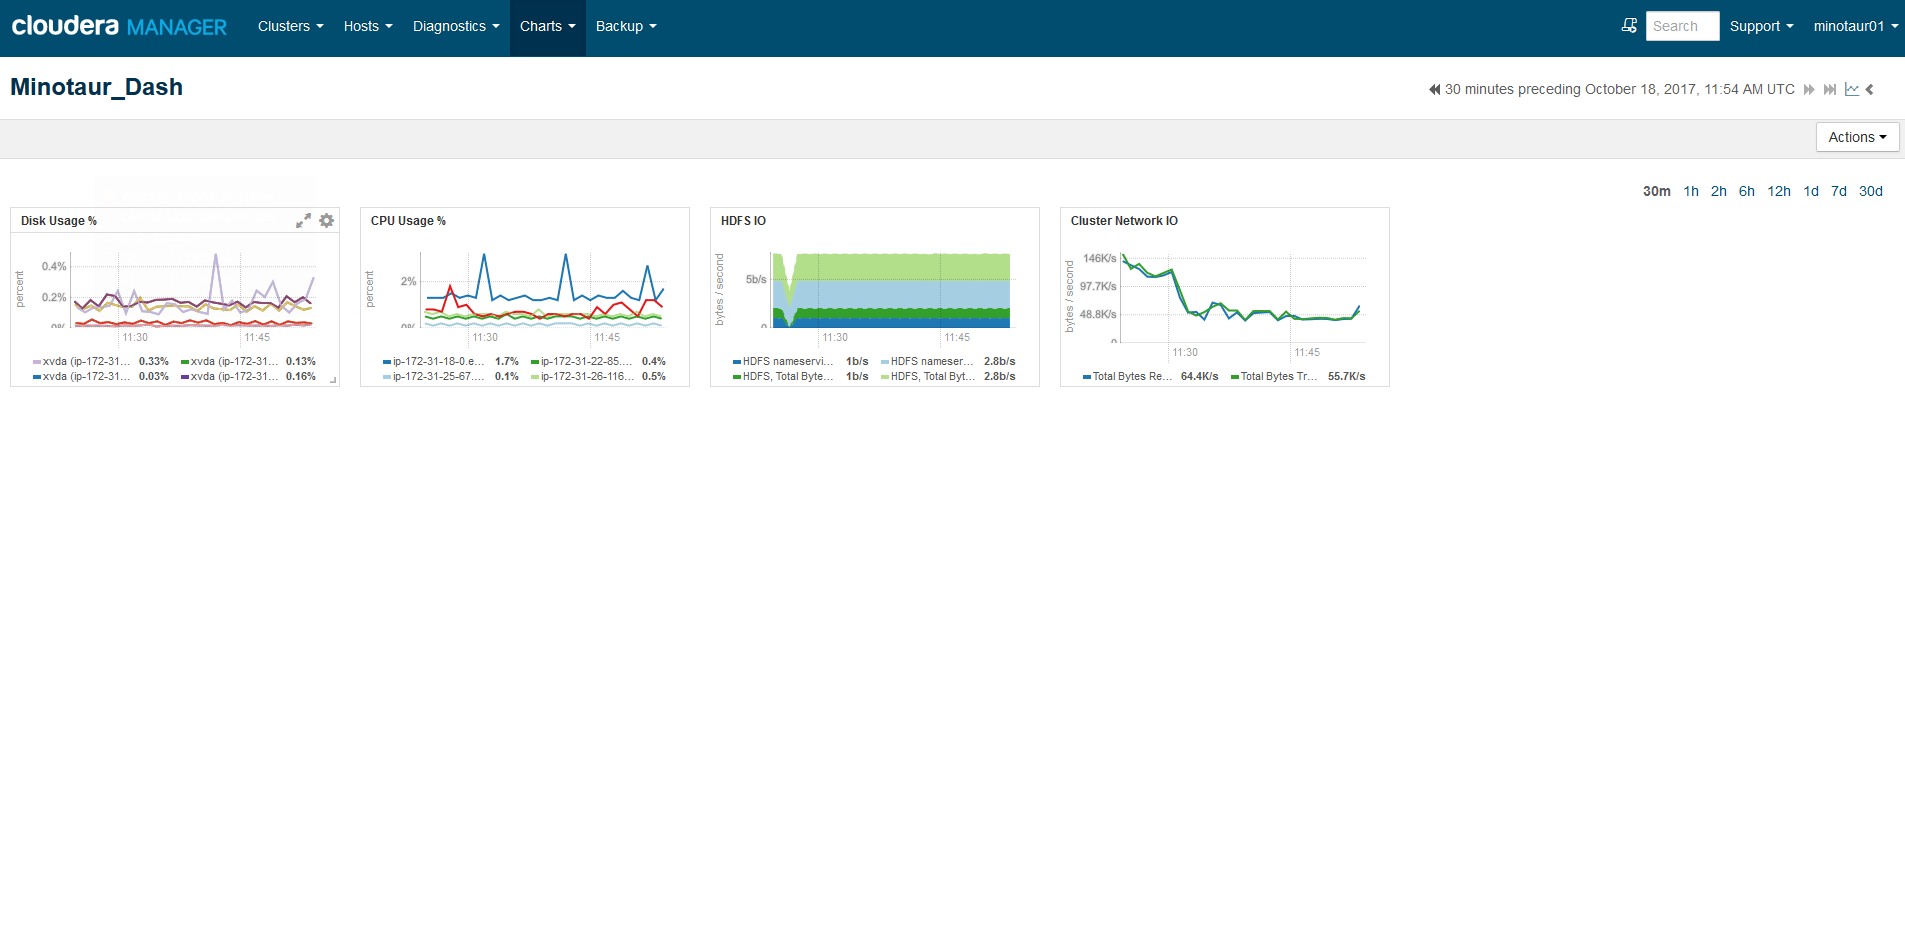 cloudera MANAGER Clusters Hosts Diagnostics Charts Backup Search Support minotaur01
Minotaur_Dash
30 minutes preceding October 18, 2017, 11:54 AM UTC
Actions
30m 1h 2h 6h 12h 1d 7d 30d
Disk Usage %
percent
0.4%
0.2%
0%
11:30 11:45
xvda (ip-172-31... 0.33% xvda (ip-172-31... 0.13%
xvda (ip-172-31... 0.03% xvda (ip-172-31... 0.16%
CPU Usage %
percent
2%
0%
11:30 11:45
ip-172-31-18-0.e... 1.7% ip-172-31-22-85.... 0.4%
ip-172-31-25-67.... 0.1% ip-172-31-26-116... 0.5%
HDFS IO
bytes / second
5b/s
0
11:30 11:45
HDFS nameservi... 1b/s HDFS nameser... 2.8b/s
HDFS, Total Byte... 1b/s HDFS, Total Byt... 2.8b/s
Cluster Network IO
bytes / second
146K/s
97.7K/s
48.8K/s
0
11:30 11:45
Total Bytes Re... 64.4K/s Total Bytes Tr... 55.7K/s